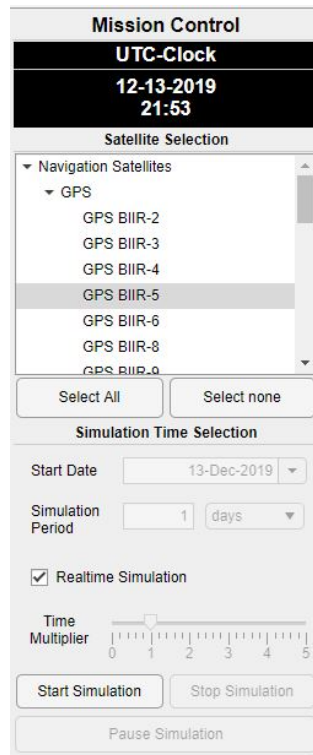 Mission Control
UTC-Clock
12-13-2019
21:53
Satellite Selection
Navigation Satellites
GPS
GPS BIIR-2
GPS BIIR-3
GPS BIIR-4
GPS BIIR-5
GPS BIIR-6
GPS BIIR-8
GPS BIIR-9
Select All Select none
Simulation Time Selection
Start Date 13-Dec-2019
Simulation
Period 1 days
Realtime Simulation
Time
Multiplier
0 1 2 3 4 5
Start Simulation Stop Simulation
Pause Simulation